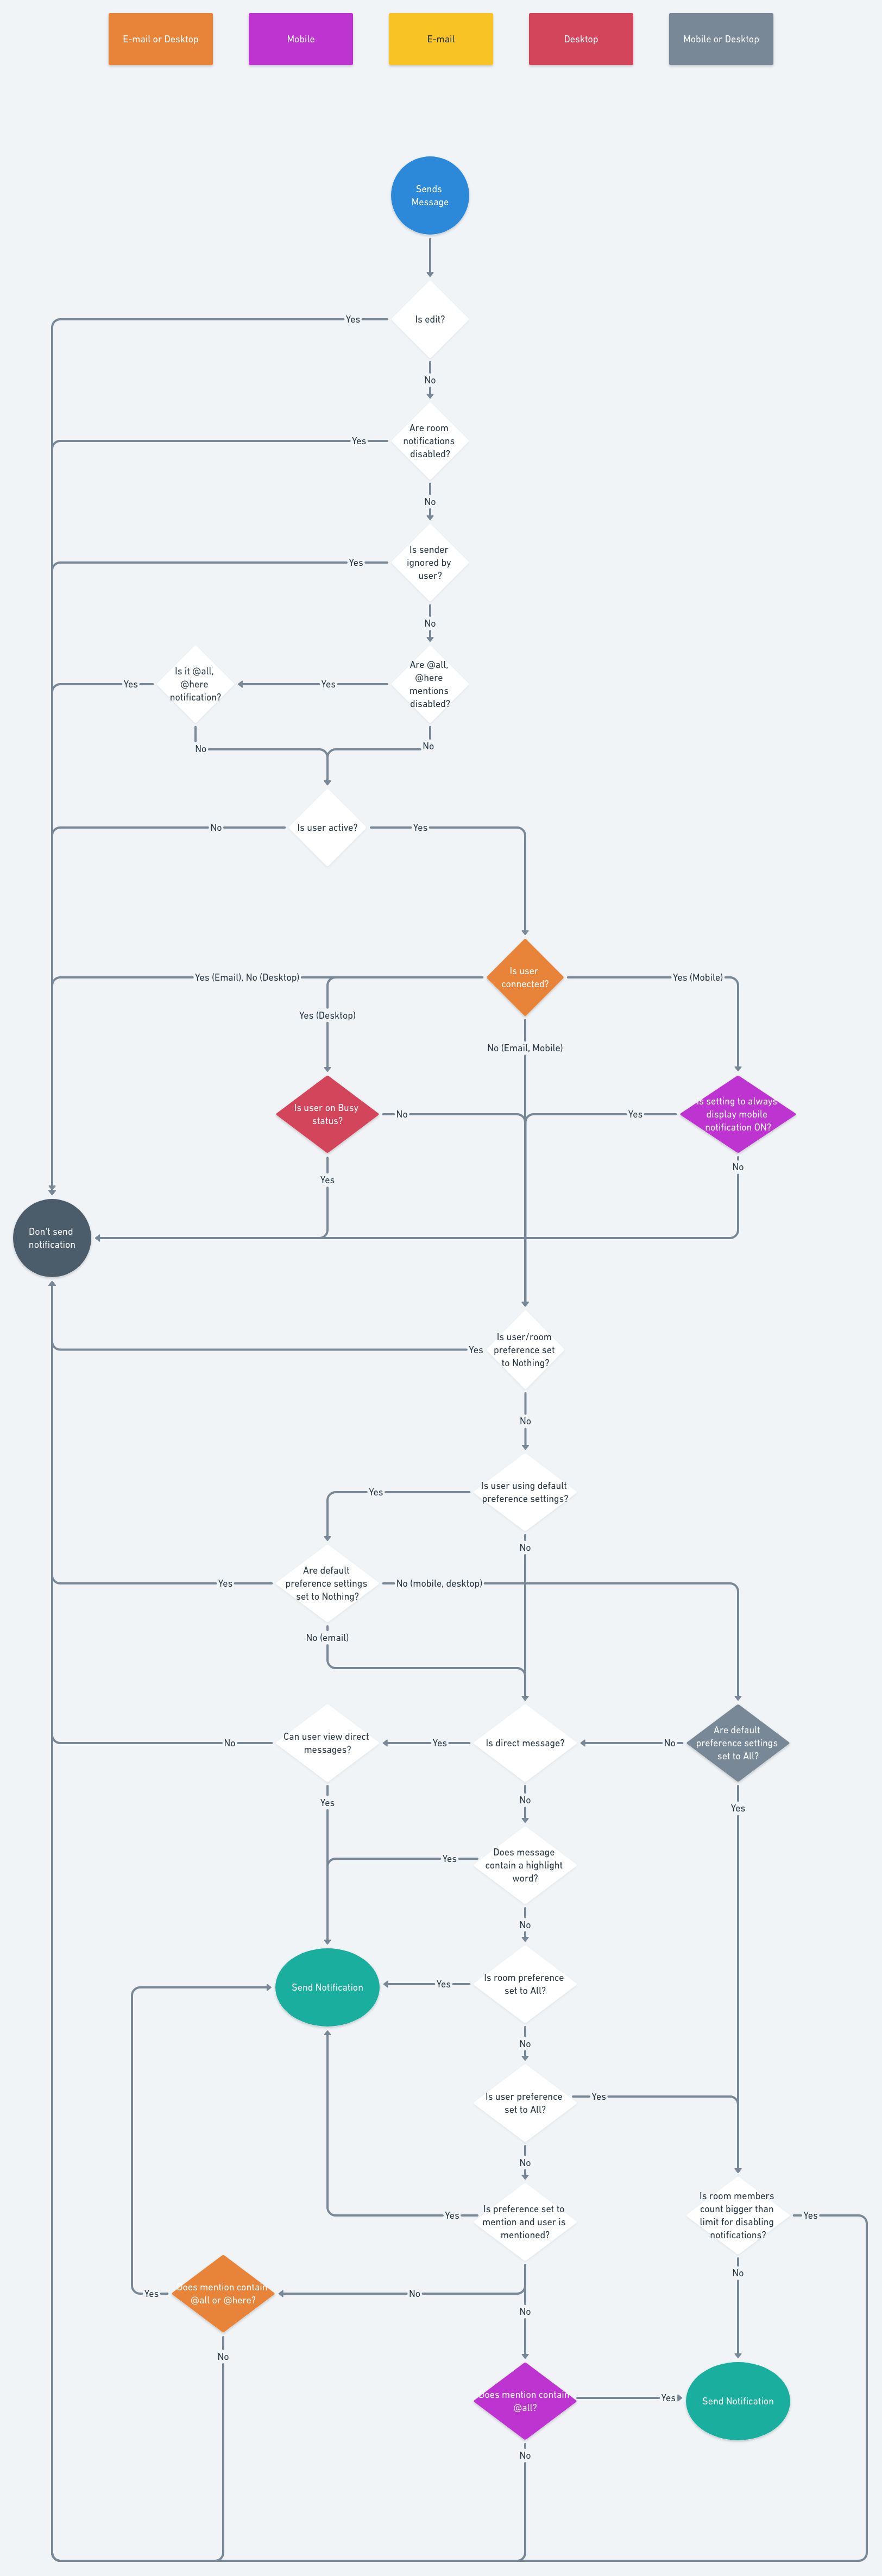 E-mail or Desktop
Mobile
E-mail
Desktop
Mobile or Desktop
Sends
Message
Yes
Is edit?
No
Are room
notifications
disabled?
Yes
No
Is sender
ignored by
user?
Yes
No
Are @all,
@here
mentions
disabled?
Yes
Is it @all,
@here
notification?
Yes
No
No
Is user active?
No
Yes
Is user
connected?
Yes (Email), No (Desktop)
Yes (Mobile)
Yes (Desktop)
No (Email, Mobile)
Is user on Busy
status?
No
Yes
Is setting to always
display mobile
notification ON?
Yes
No
Don't send
notification
Is user/room
preference set
to Nothing?
Yes
No
Is user using default
preference settings?
Yes
No
Are default
preference settings
set to Nothing?
Yes
No (mobile, desktop)
No (email)
Can user view direct
messages?
No
Yes
Is direct message?
No
Are default
preference settings
set to All?
Yes
No
Yes
Does message
contain a highlight
word?
Yes
No
Send Notification
Yes
Is room preference
set to All?
No
Is user preference
set to All?
Yes
No
Is preference set to
mention and user is
mentioned?
Yes
Is room members
count bigger than
limit for disabling
notifications?
Yes
No
Does mention contain
@all or @here?
Yes
No
No
No
Does mention contain
@all?
Yes
Send Notification
No